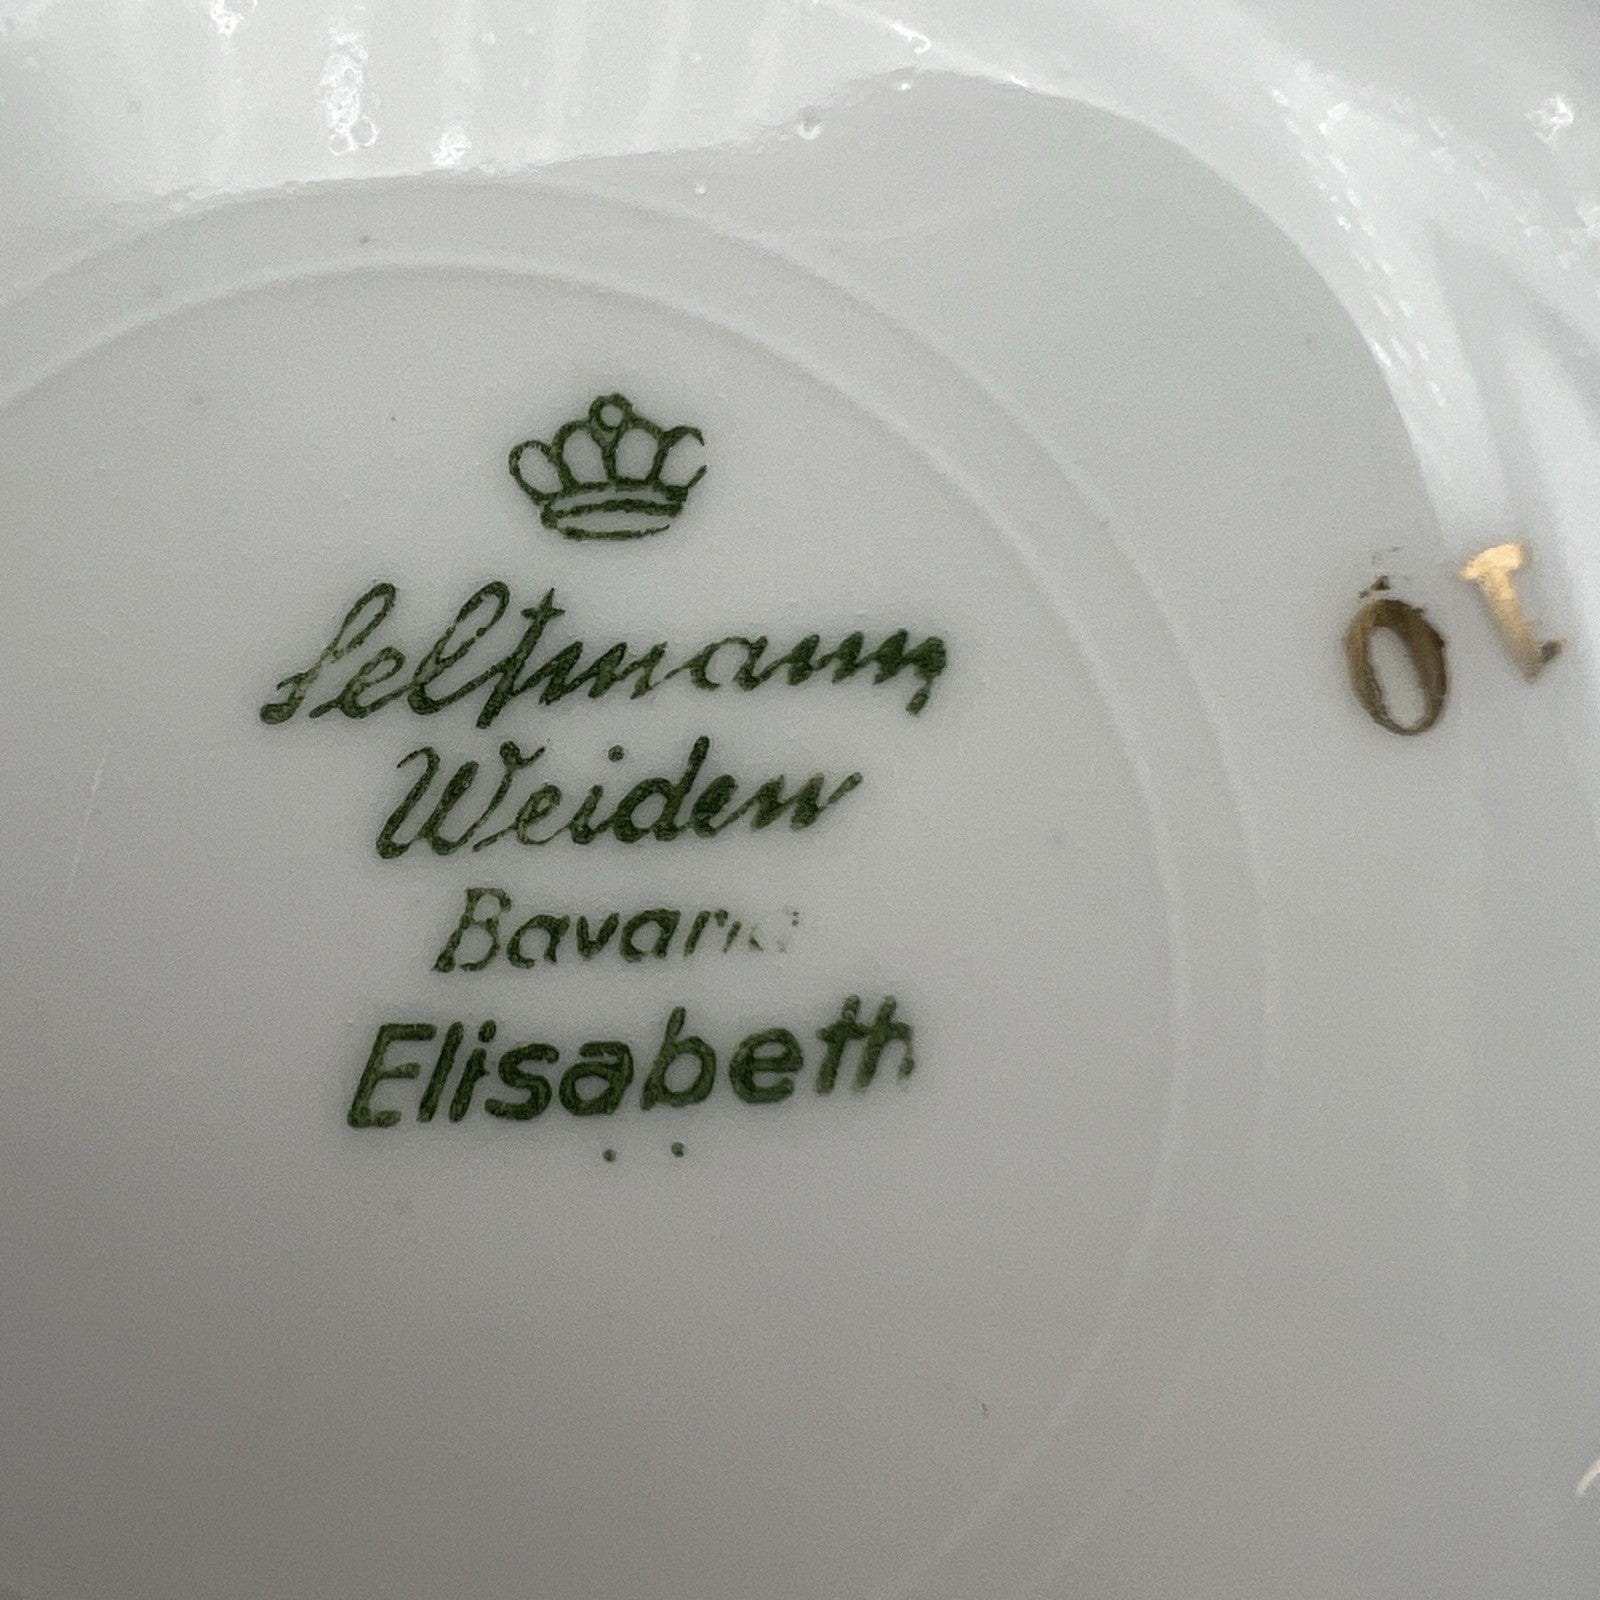 Seltmann
Weiden
Bavaria
Elisabeth